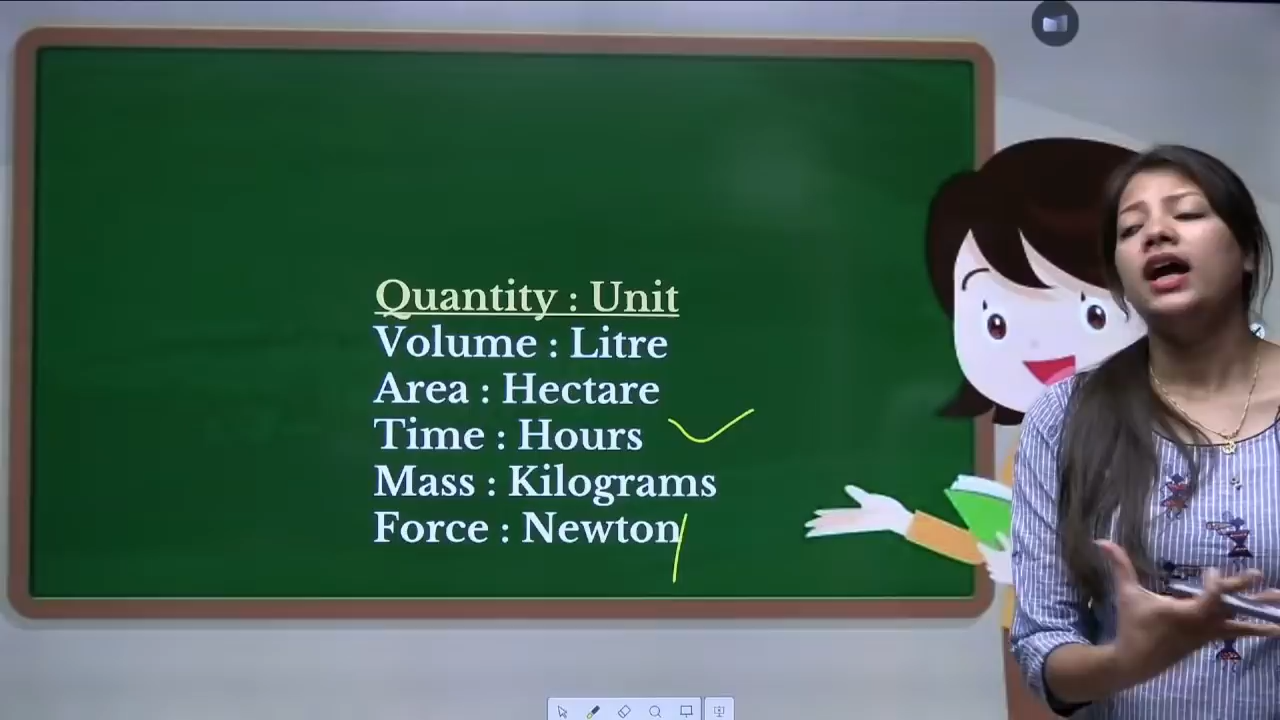 Quantity : Unit
Volume : Litre
Area : Hectare
Time : Hours
Mass : Kilograms
Force : Newton